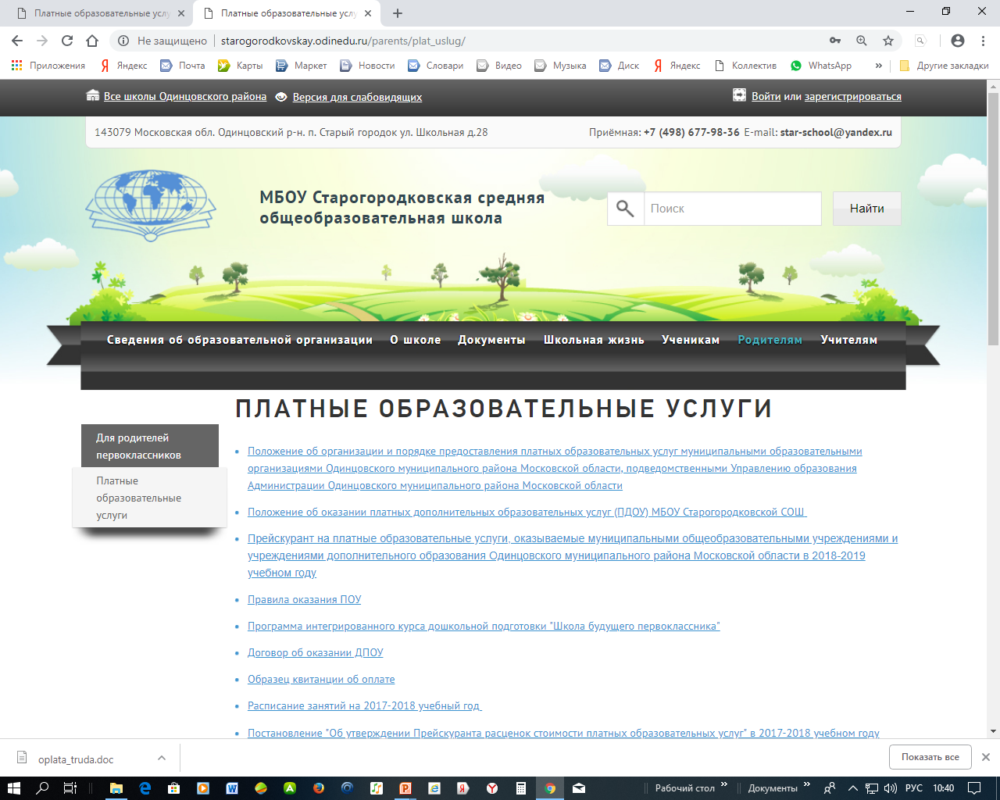 Платные образовательные услу
Платные образовательные услу
Не защищено
starogorodkovskay.odinedu.ru/parents/plat_uslug/
Приложения Яндекс Почта Карты Маркет Новости Словари Видео Музыка Диск Яндекс Коллектив WhatsApp » Другие закладки
Все школы Одинцовского района Версия для слабовидящих Войти или зарегистрироваться
143079 Московская обл. Одинцовский р-н. п. Старый городок ул. Школьная д.28 Приёмная: +7 (498) 677-98-36 E-mail: star-school@yandex.ru
МБОУ Старогородковская средняя
общеобразовательная школа
Поиск
Найти
Сведения об образовательной организации О школе Документы Школьная жизнь Ученикам Родителям Учителям
ПЛАТНЫЕ ОБРАЗОВАТЕЛЬНЫЕ УСЛУГИ
Для родителей
первоклассников
Платные
образовательные
услуги
• Положение об организации и порядке предоставления платных образовательных услуг муниципальными образовательными
организациями Одинцовского муниципального района Московской области, подведомственными Управлению образования
Администрации Одинцовского муниципального района Московской области
• Положение об оказании платных дополнительных образовательных услуг (ПДОУ) МБОУ Старогородковской СОШ
• Прейскурант на платные образовательные услуги, оказываемые муниципальными общеобразовательными учреждениями и
учреждениями дополнительного образования Одинцовского муниципального района Московской области в 2018-2019
учебном году
• Правила оказания ПОУ
• Программа интегрированного курса дошкольной подготовки "Школа будущего первоклассника"
• Договор об оказании ДПОУ
• Образец квитанции об оплате
• Расписание занятий на 2017-2018 учебный год
• Постановление "Об утверждении Прейскуранта расценок стоимости платных образовательных услуг" в 2017-2018 учебном году
oplata_truda.doc
Показать все
Рабочий стол » Документы » РУС 10:40